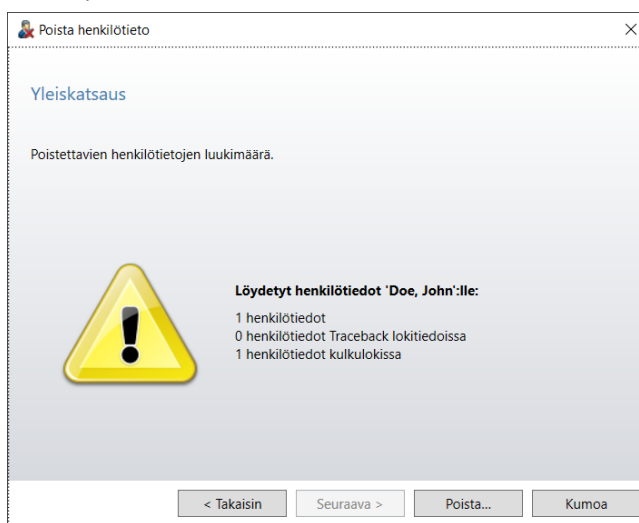 Poista henkilötieto
Yleiskatsaus
Poistettavien henkilötietojen luukimäärä.
Löydetyt henkilötiedot 'Doe, John':lle:
1 henkilötiedot
0 henkilötiedot Traceback lokitiedoissa
1 henkilötiedot kulkulokissa
< Takaisin
Seuraava >
Poista...
Kumoa